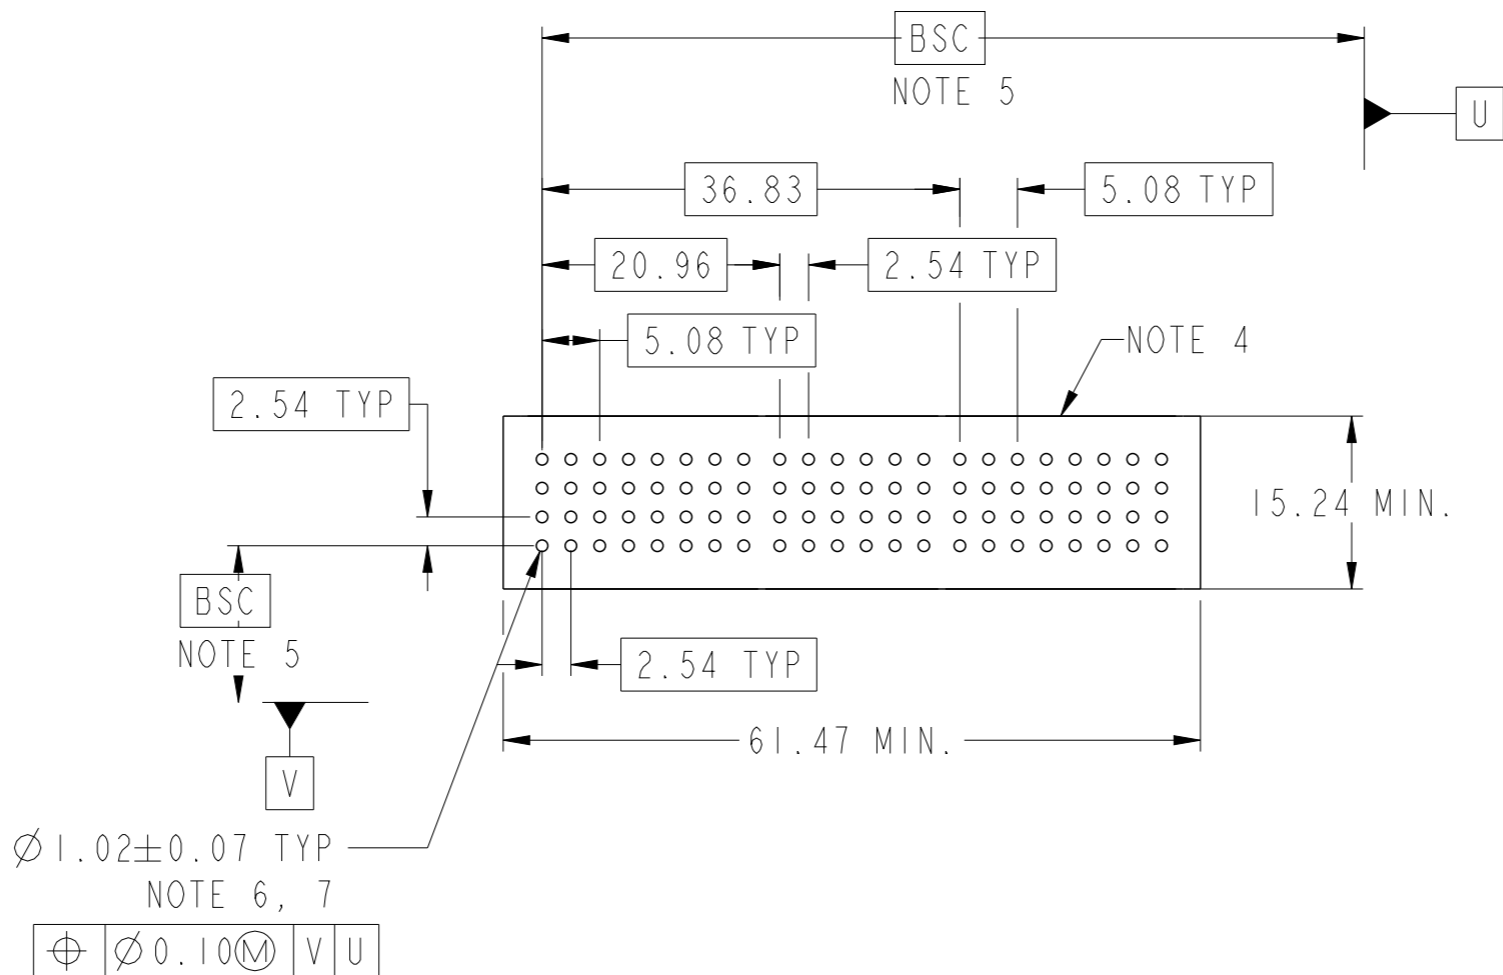 BSC
NOTE 5
U
36.83
5.08 TYP
20.96
2.54 TYP
5.08 TYP
NOTE 4
2.54 TYP
15.24 MIN.
BSC
NOTE 5
2.54 TYP
61.47 MIN.
V
Ø1.02±0.07 TYP
NOTE 6, 7
⌖ Ø0.10Ⓜ V U